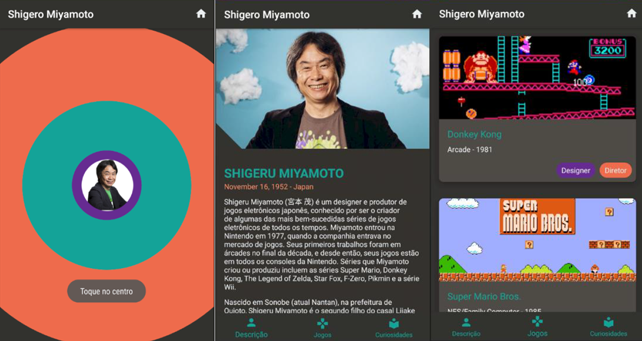 Shigero Miyamoto
Toque no centro
Shigero Miyamoto
SHIGERU MIYAMOTO
November 16, 1952 - Japan
Shigeru Miyamoto (宮本 茂) é um designer e produtor de
jogos eletrônicos japonês, conhecido por ser o criador
de algumas das mais bem-sucedidas séries de jogos
eletrônicos de todos os tempos. Miyamoto entrou na
Nintendo em 1977, quando a companhia entrava no
mercado de jogos. Seus primeiros trabalhos foram em
árcades no final da década, e desde então, seus jogos estão
em todos os consoles da Nintendo. Séries que Miyamoto
criou ou produziu incluem as séries Super Mario, Donkey
Kong, The Legend of Zelda, Star Fox, F-Zero, Pikmin e a série
Wii.
Nascido em Sonobe (atual Nantan), na prefeitura de
Quioto, Shigeru Miyamoto é o segundo filho do casal Iijake
Descrição
Jogos
Curiosidades
Shigero Miyamoto
BONUS
3200
100
Donkey Kong
Arcade - 1981
Designer
Diretor
SUPER
MARIO BROS.
Super Mario Bros.
NES/Family Computer - 1985
Descrição
Jogos
Curiosidades